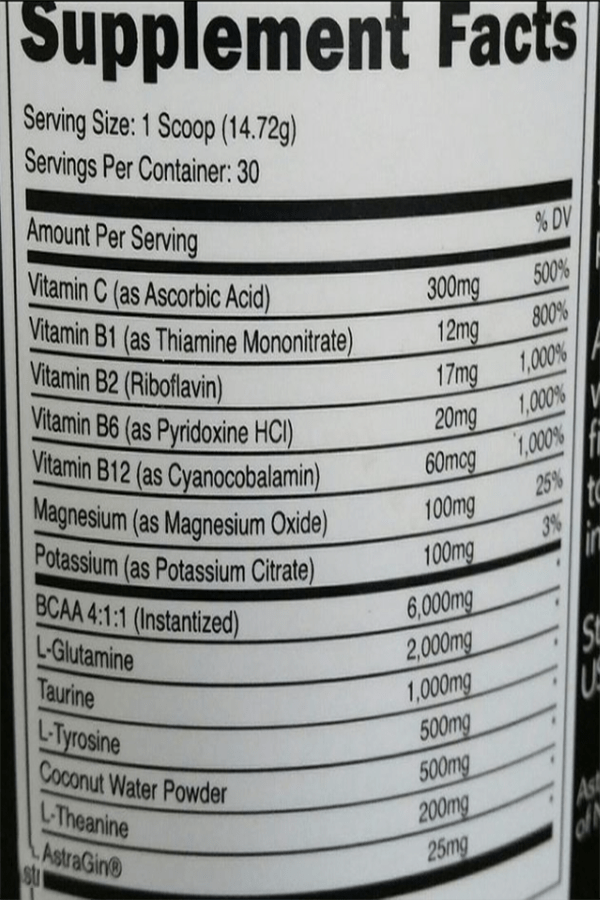 Supplement Facts
Serving Size: 1 Scoop (14.72g)
Servings Per Container: 30
% DV
Amount Per Serving
Vitamin C (as Ascorbic Acid) 300mg 500%
Vitamin B1 (as Thiamine Mononitrate) 12mg 800%
Vitamin B2 (Riboflavin) 17mg 1,000%
Vitamin B6 (as Pyridoxine HCl) 20mg 1,000%
Vitamin B12 (as Cyanocobalamin) 60mcg 1,000%
Magnesium (as Magnesium Oxide) 100mg 25%
Potassium (as Potassium Citrate) 100mg 3%
BCAA 4:1:1 (Instantized) 6,000mg *
L-Glutamine 2,000mg *
Taurine 1,000mg *
L-Tyrosine 500mg *
Coconut Water Powder 500mg *
L-Theanine 200mg *
AstraGin® 25mg *